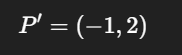 P′ = (−1, 2)